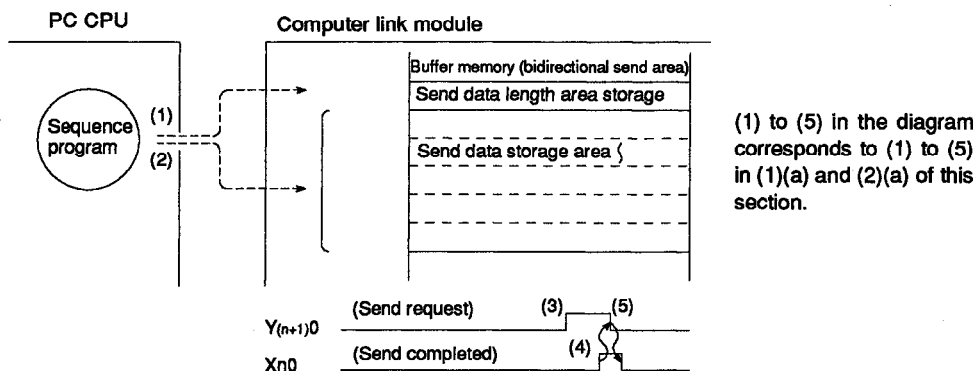 PC CPU
Computer link module
Buffer memory (bidirectional send area)
Send data length area storage
Sequence
program
(1)
(2)
Send data storage area
(1) to (5) in the diagram
corresponds to (1) to (5)
in (1)(a) and (2)(a) of this
section.
Y(n+1)0
(Send request)
(3)
(5)
Xn0
(Send completed)
(4)